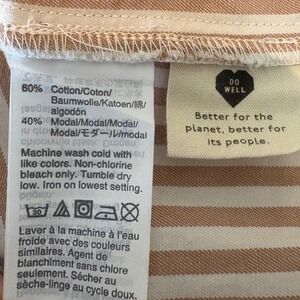 60% Cotton/Coton/
Baumwolle/Katoen/綿/
algodón
40% Modal/Modal/Modal/
Modal/モダール/modal
Machine wash cold with
like colors. Non-chlorine
bleach only. Tumble dry
low. Iron on lowest setting.
30
Laver à la machine à l'eau
froide avec des couleurs
similaires. Agent de
blanchiment sans chlore
seulement. Sécher au
sèche-linge au cycle doux.
DO
WELL
Better for the
planet, better for
its people.